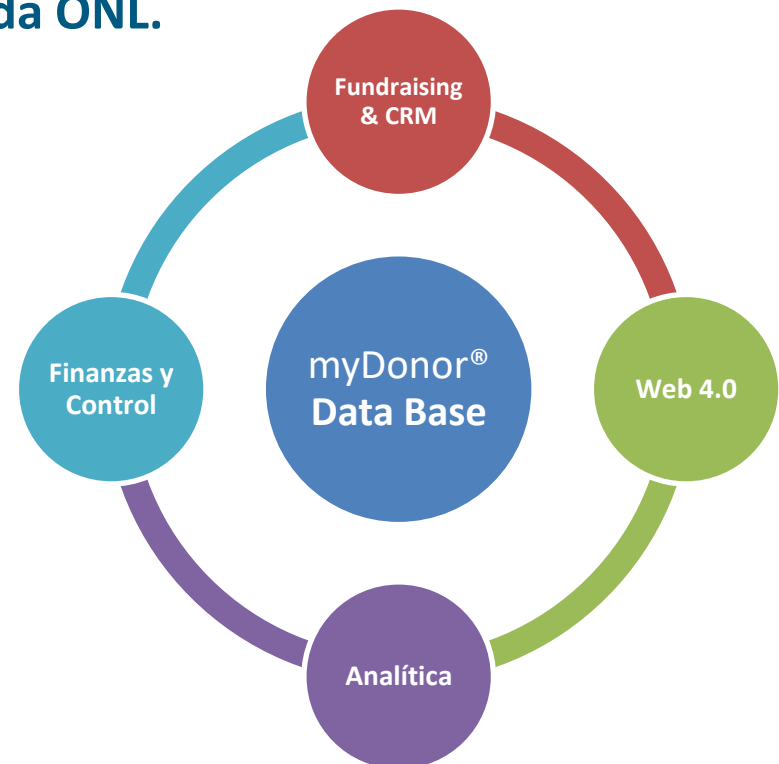 da ONL.
Fundraising
& CRM
Finanzas y
Control
myDonor®
Data Base
Web 4.0
Analítica